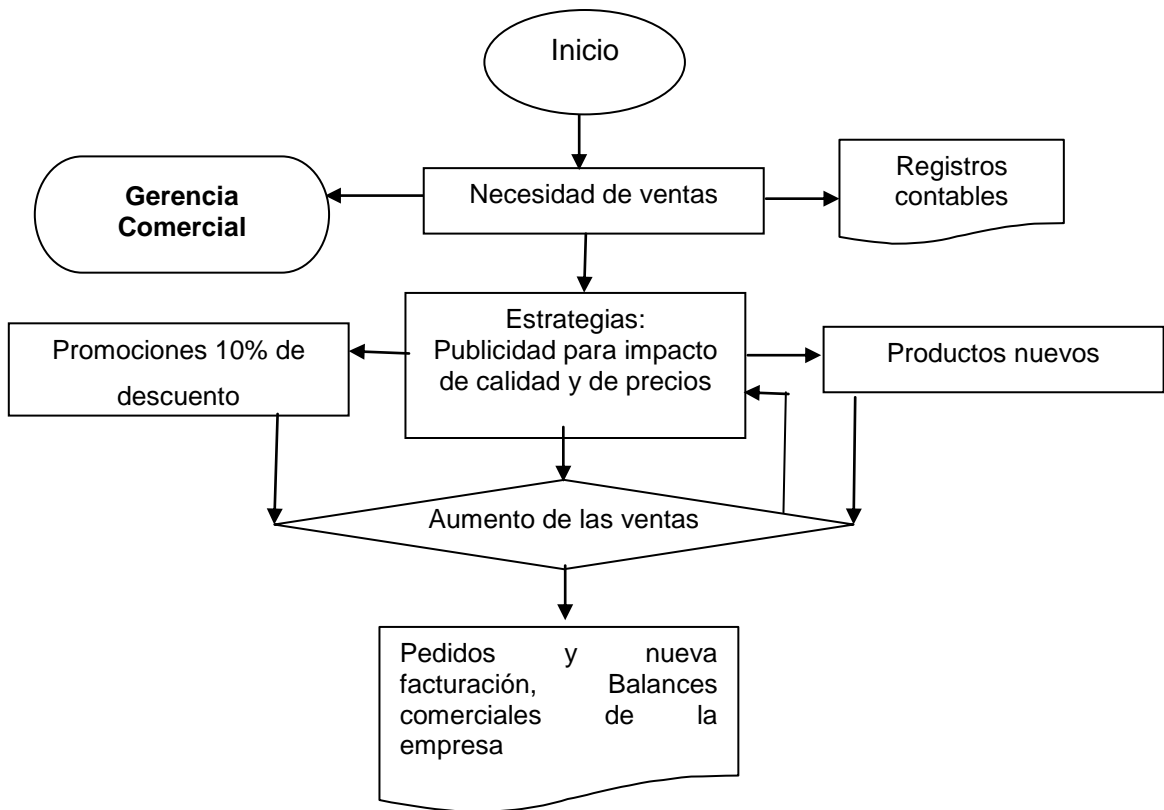 Inicio
Gerencia
Comercial
Necesidad de ventas
Registros
contables
Promociones 10% de
descuento
Estrategias:
Publicidad para impacto
de calidad y de precios
Productos nuevos
Aumento de las ventas
Pedidos y nueva
facturación, Balances
comerciales de la
empresa